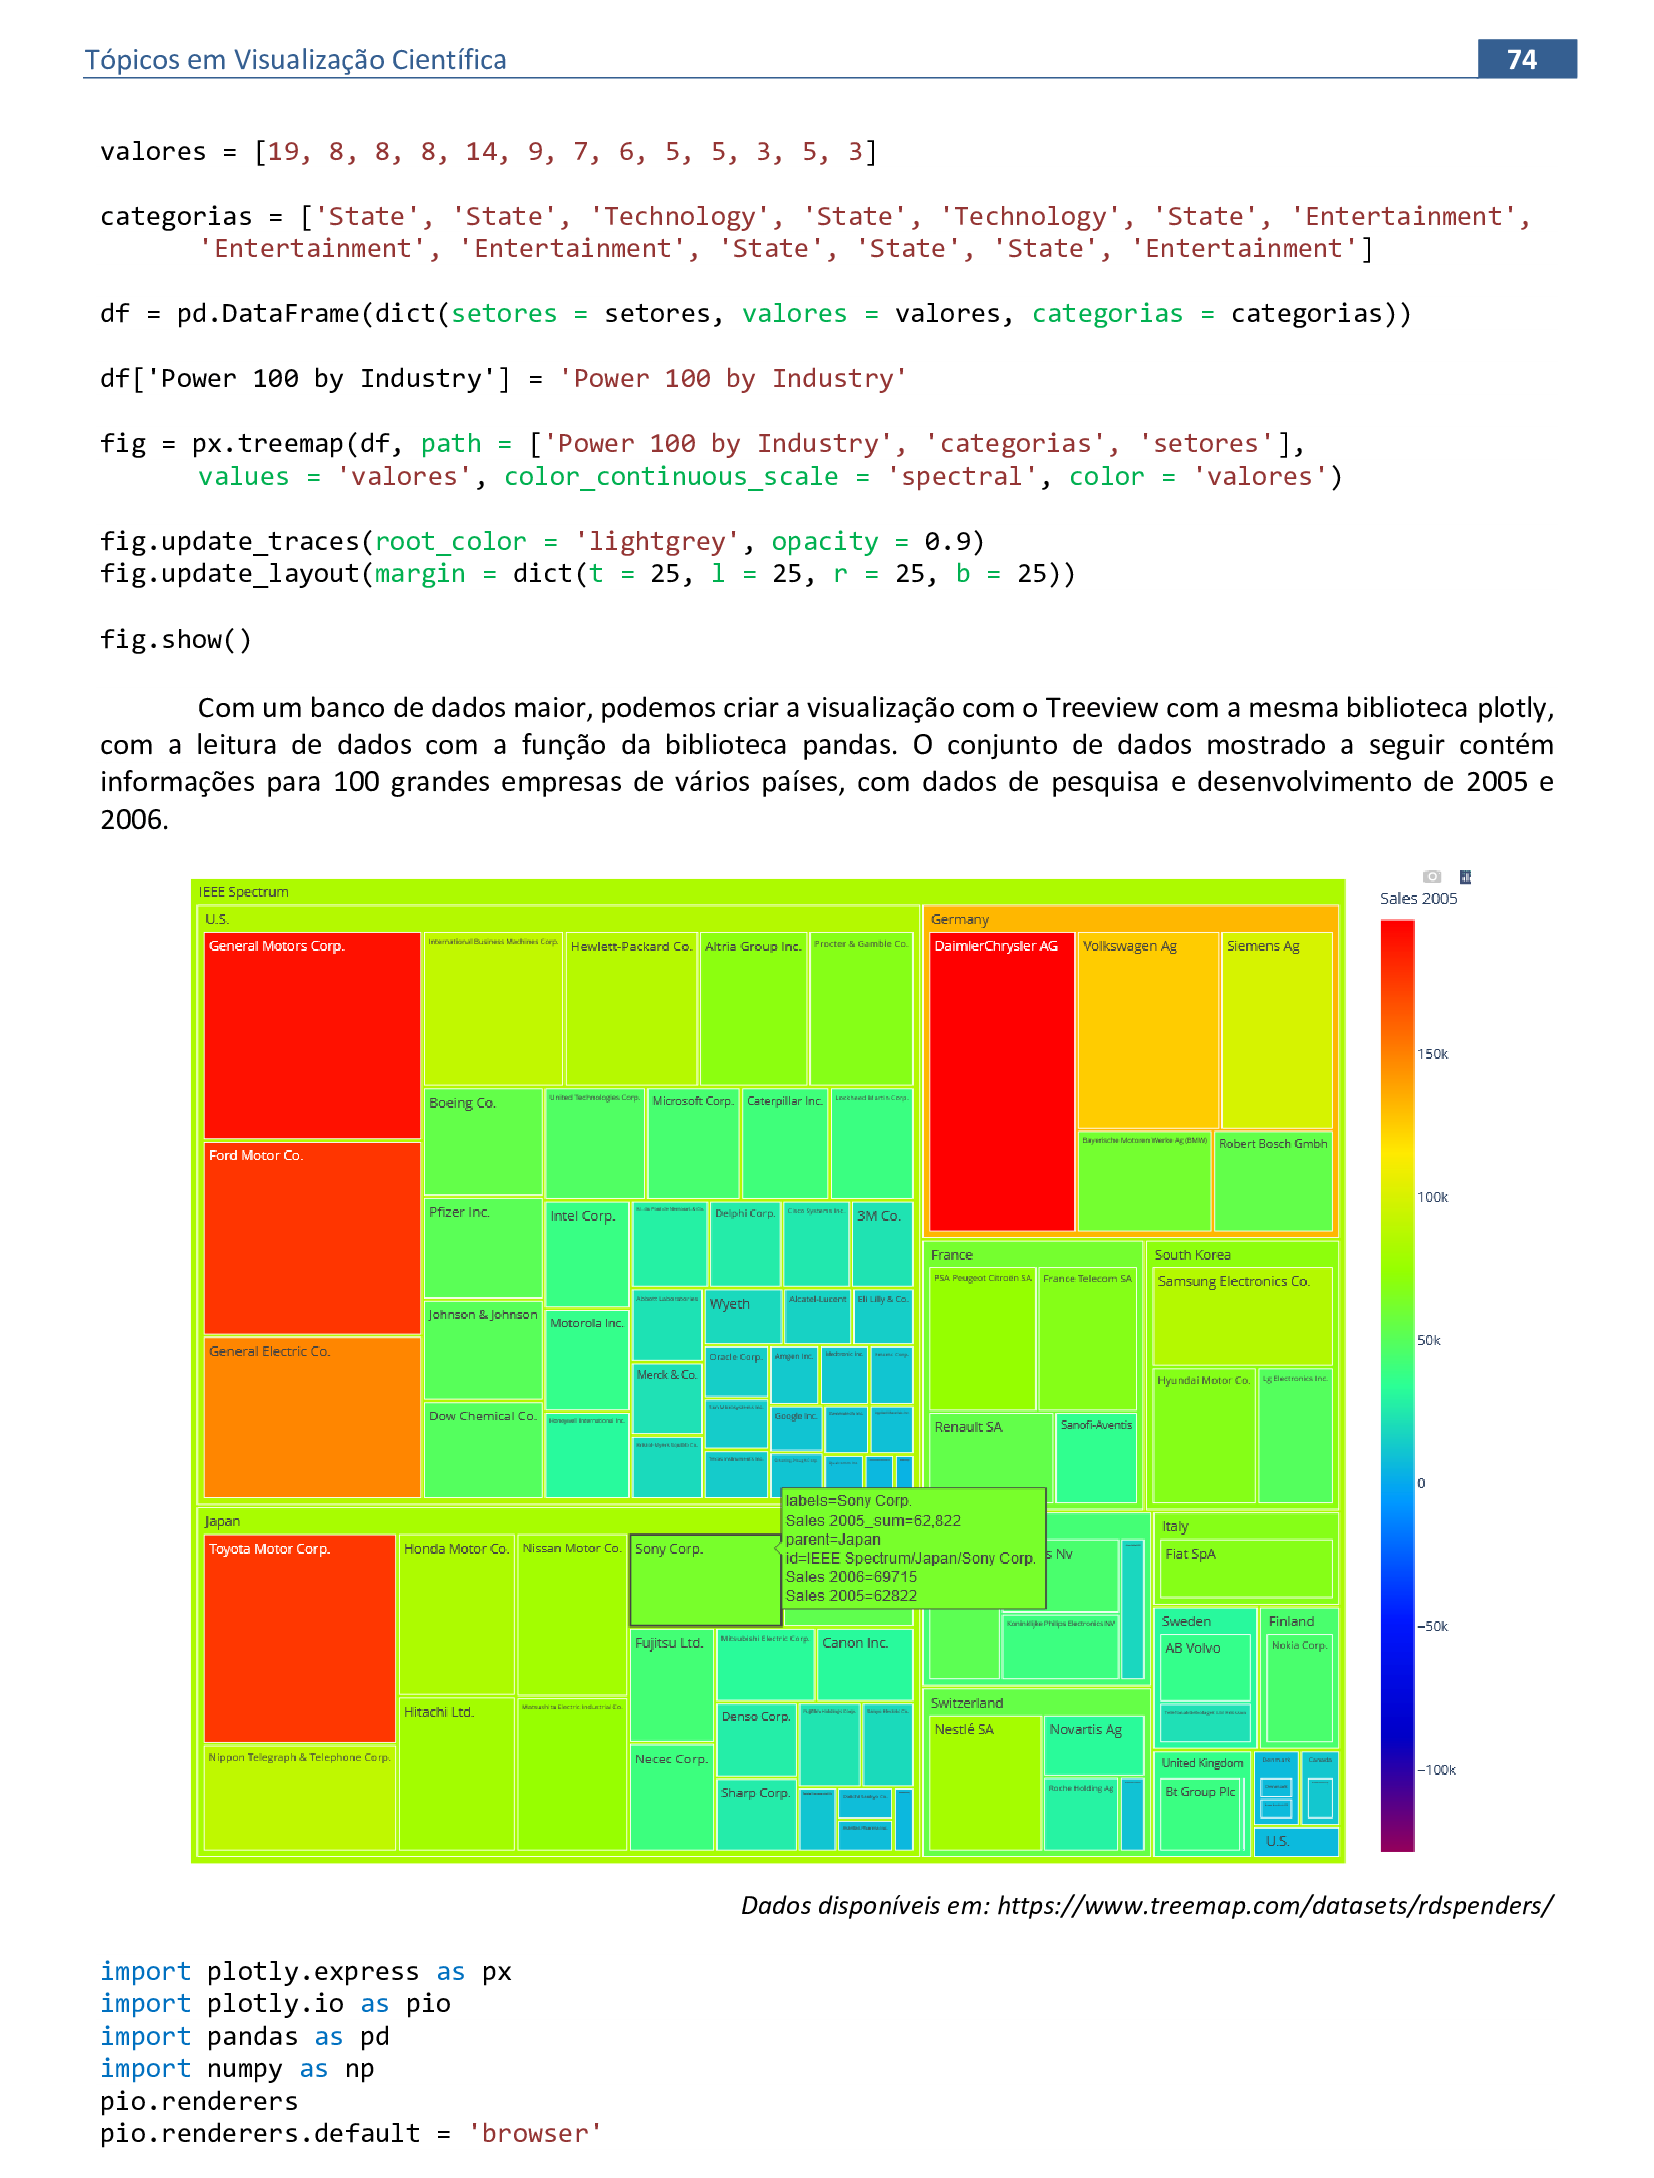 Tópicos em Visualização Científica
74
valores = [19, 8, 8, 8, 14, 9, 7, 6, 5, 5, 3, 5, 3]
categorias = ['State', 'State', 'Technology', 'State', 'Technology', 'State', 'Entertainment',
'Entertainment', 'Entertainment', 'State', 'State', 'State', 'Entertainment']
df = pd.DataFrame(dict(setores = setores, valores = valores, categorias = categorias))
df['Power 100 by Industry'] = 'Power 100 by Industry'
fig = px.treemap(df, path = ['Power 100 by Industry', 'categorias', 'setores'],
values = 'valores', color_continuous_scale = 'spectral', color = 'valores')
fig.update_traces(root_color = 'lightgrey', opacity = 0.9)
fig.update_layout(margin = dict(t = 25, l = 25, r = 25, b = 25))
fig.show()
Com um banco de dados maior, podemos criar a visualização com o Treeview com a mesma biblioteca plotly,
com a leitura de dados com a função da biblioteca pandas. O conjunto de dados mostrado a seguir contém
informações para 100 grandes empresas de vários países, com dados de pesquisa e desenvolvimento de 2005 e
2006.
IEEE Spectrum
U.S.
General Motors Corp.
International Business Machines Corp.
Hewlett-Packard Co.
Altria Group Inc.
Procter & Gamble Co.
Boeing Co.
United Technologies Corp.
Microsoft Corp.
Caterpillar Inc.
Lockheed Martin Corp.
Ford Motor Co.
Pfizer Inc.
Intel Corp.
Delphi Corp.
Cisco Systems Inc.
3M Co.
Abbott Laboratories
Wyeth
Alcatel-Lucent
Eli Lilly & Co.
Johnson & Johnson
Motorola Inc.
General Electric Co.
Oracle Corp.
Amgen Inc.
Medtronic Inc.
Merck & Co.
Dow Chemical Co.
Honeywell International Inc.
Google Inc.
Germany
DaimlerChrysler AG
Volkswagen Ag
Siemens Ag
Bayerische Motoren Werke Ag (BMW)
Robert Bosch Gmbh
France
PSA Peugeot Citroën SA
France Telecom SA
Renault SA
Sanofi-Aventis
South Korea
Samsung Electronics Co.
Hyundai Motor Co.
Lg Electronics Inc.
Japan
Toyota Motor Corp.
Honda Motor Co.
Nissan Motor Co.
Sony Corp.
labels=Sony Corp.
Sales 2005_sum=62,822
parent=Japan
id=IEEE Spectrum/Japan/Sony Corp.
Sales 2006=69715
Sales 2005=62822
Nippon Telegraph & Telephone Corp.
Hitachi Ltd.
Matsushita Electric Industrial Co.
Fujitsu Ltd.
Mitsubishi Electric Corp.
Canon Inc.
Denso Corp.
Necec Corp.
Sharp Corp.
s Nv
Koninklijke Philips Electronics NV
Switzerland
Nestlé SA
Novartis Ag
Roche Holding Ag
Italy
Fiat SpA
Sweden
AB Volvo
Finland
Nokia Corp.
United Kingdom
Bt Group Plc
Denmark
Canada
U.S.
Sales 2005
150k
100k
50k
0
−50k
−100k
Dados disponíveis em: https://www.treemap.com/datasets/rdspenders/
import plotly.express as px
import plotly.io as pio
import pandas as pd
import numpy as np
pio.renderers
pio.renderers.default = 'browser'